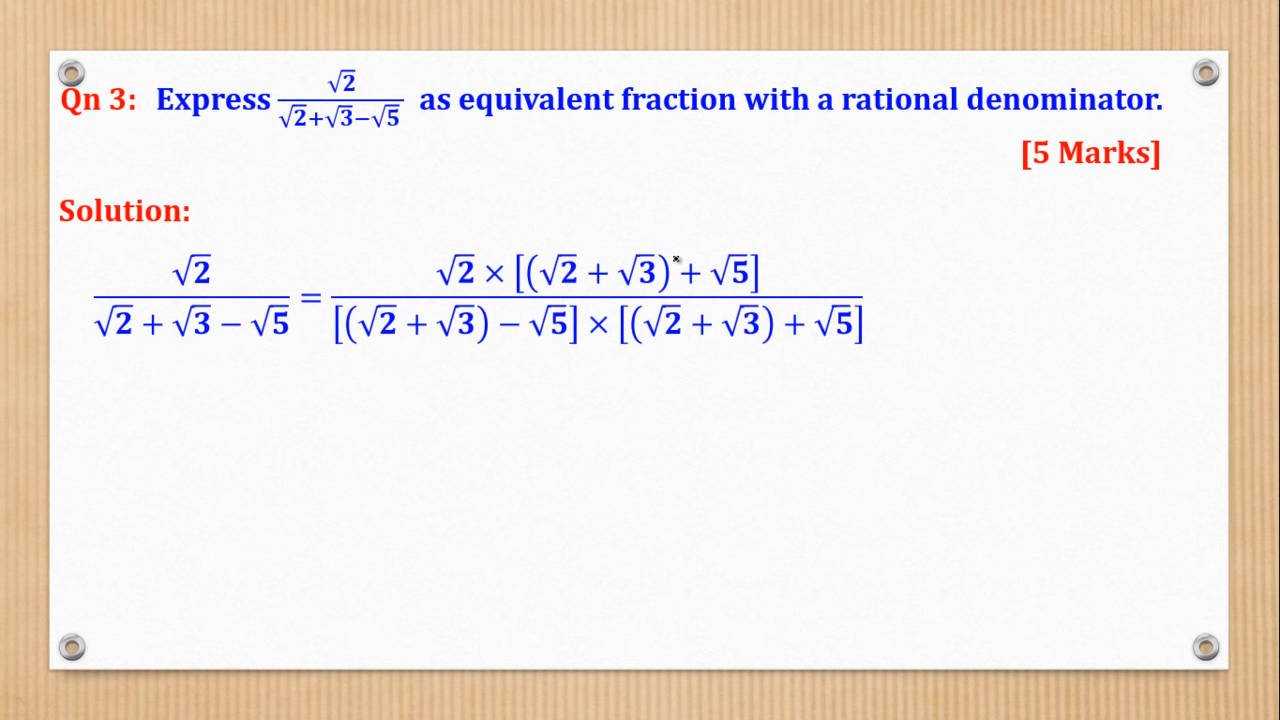 Qn 3: Express √2/(√2+√3−√5) as equivalent fraction with a rational denominator.
[5 Marks]
Solution:
√2/(√2 + √3 − √5) = √2 × [(√2 + √3) + √5]/[(√2 + √3) − √5] × [(√2 + √3) + √5]